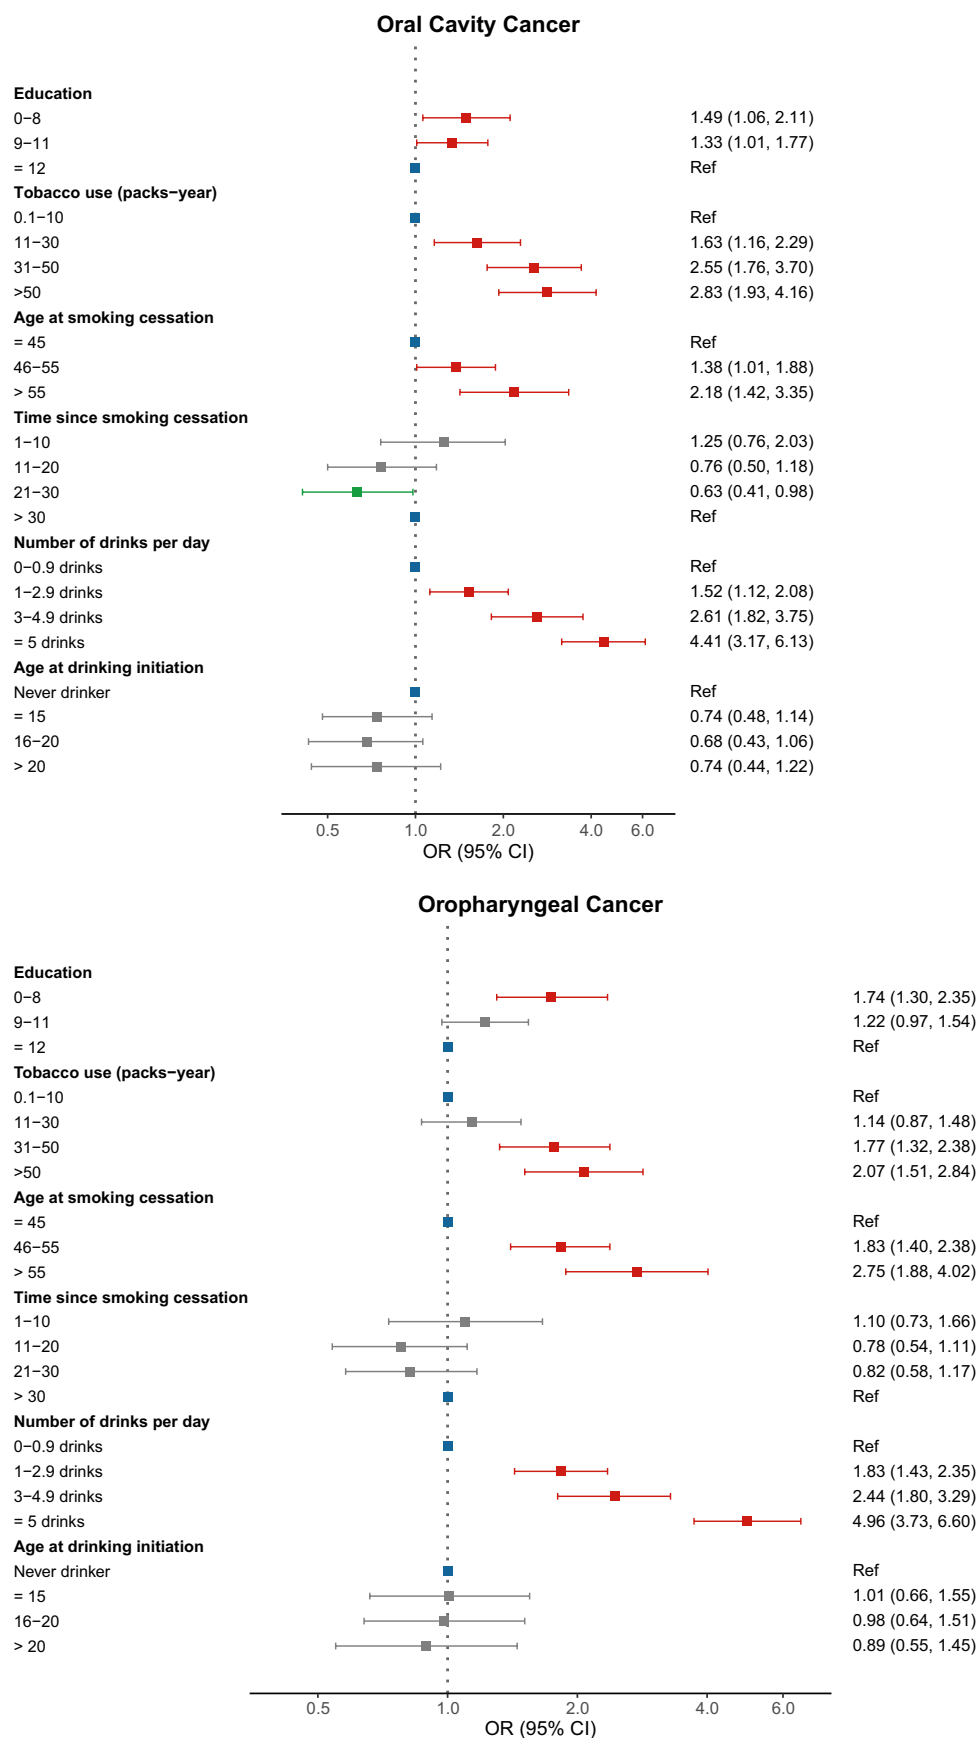 Oral Cavity Cancer
Education
0−8 1.49 (1.06, 2.11)
9−11 1.33 (1.01, 1.77)
= 12 Ref
Tobacco use (packs−year)
0.1−10 Ref
11−30 1.63 (1.16, 2.29)
31−50 2.55 (1.76, 3.70)
>50 2.83 (1.93, 4.16)
Age at smoking cessation
= 45 Ref
46−55 1.38 (1.01, 1.88)
> 55 2.18 (1.42, 3.35)
Time since smoking cessation
1−10 1.25 (0.76, 2.03)
11−20 0.76 (0.50, 1.18)
21−30 0.63 (0.41, 0.98)
> 30 Ref
Number of drinks per day
0−0.9 drinks Ref
1−2.9 drinks 1.52 (1.12, 2.08)
3−4.9 drinks 2.61 (1.82, 3.75)
= 5 drinks 4.41 (3.17, 6.13)
Age at drinking initiation
Never drinker Ref
= 15 0.74 (0.48, 1.14)
16−20 0.68 (0.43, 1.06)
> 20 0.74 (0.44, 1.22)
0.5 1.0 2.0 4.0 6.0
OR (95% CI)
Oropharyngeal Cancer
Education
0−8 1.74 (1.30, 2.35)
9−11 1.22 (0.97, 1.54)
= 12 Ref
Tobacco use (packs−year)
0.1−10 Ref
11−30 1.14 (0.87, 1.48)
31−50 1.77 (1.32, 2.38)
>50 2.07 (1.51, 2.84)
Age at smoking cessation
= 45 Ref
46−55 1.83 (1.40, 2.38)
> 55 2.75 (1.88, 4.02)
Time since smoking cessation
1−10 1.10 (0.73, 1.66)
11−20 0.78 (0.54, 1.11)
21−30 0.82 (0.58, 1.17)
> 30 Ref
Number of drinks per day
0−0.9 drinks Ref
1−2.9 drinks 1.83 (1.43, 2.35)
3−4.9 drinks 2.44 (1.80, 3.29)
= 5 drinks 4.96 (3.73, 6.60)
Age at drinking initiation
Never drinker Ref
= 15 1.01 (0.66, 1.55)
16−20 0.98 (0.64, 1.51)
> 20 0.89 (0.55, 1.45)
0.5 1.0 2.0 4.0 6.0
OR (95% CI)